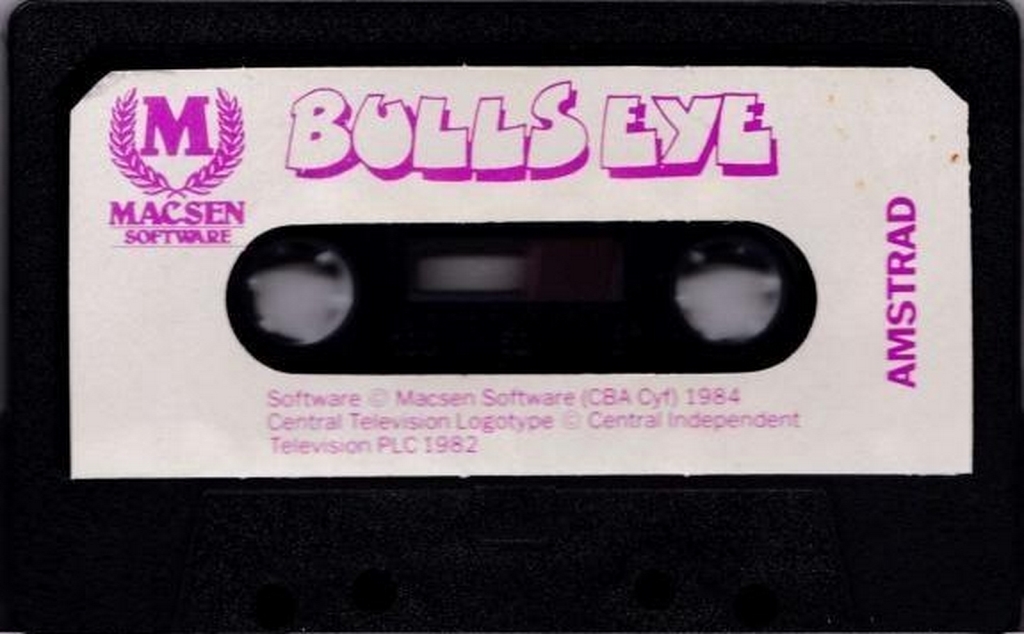 M
MACSEN
SOFTWARE
BULLS EYE
AMSTRAD
Software © Macsen Software (CBA Cyf) 1984
Central Television Logotype © Central Independent
Television PLC 1982